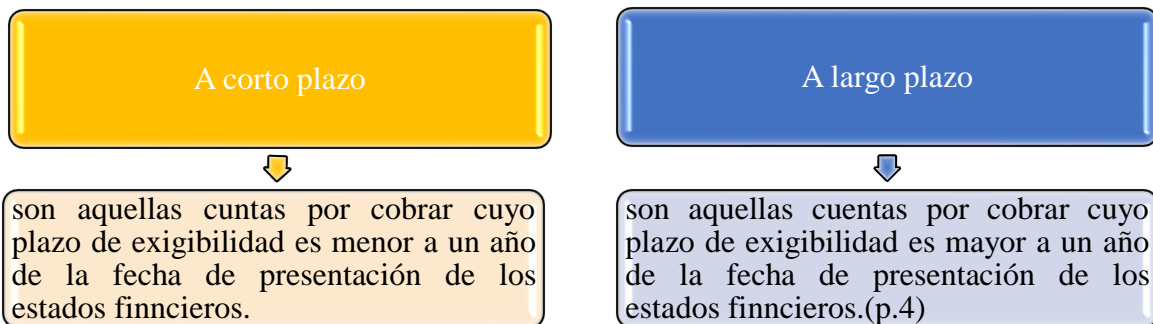 A corto plazo
son aquellas cuntas por cobrar cuyo
plazo de exigibilidad es menor a un año
de la fecha de presentación de los
estados finncieros.
A largo plazo
son aquellas cuentas por cobrar cuyo
plazo de exigibilidad es mayor a un año
de la fecha de presentación de los
estados finncieros.(p.4)